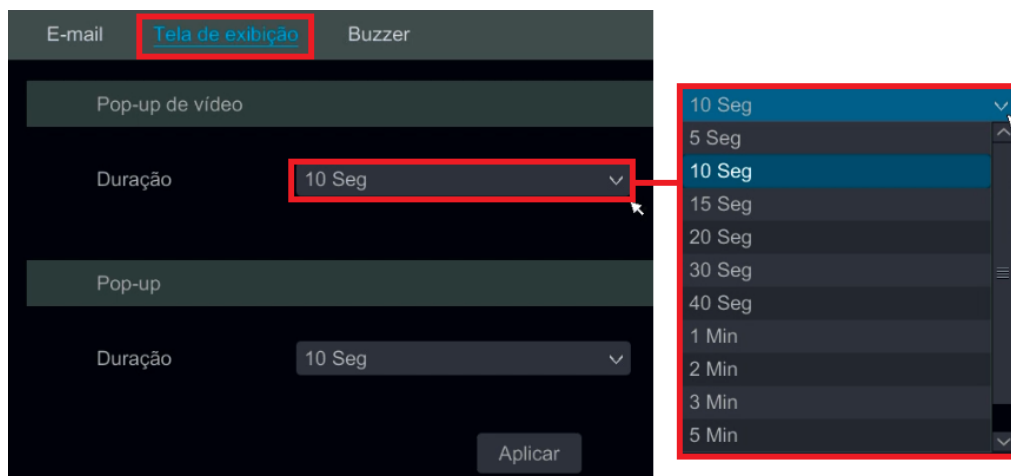 E-mail Tela de exibição Buzzer
Pop-up de vídeo
Duração 10 Seg
Pop-up
Duração 10 Seg
Aplicar
10 Seg
5 Seg
10 Seg
15 Seg
20 Seg
30 Seg
40 Seg
1 Min
2 Min
3 Min
5 Min